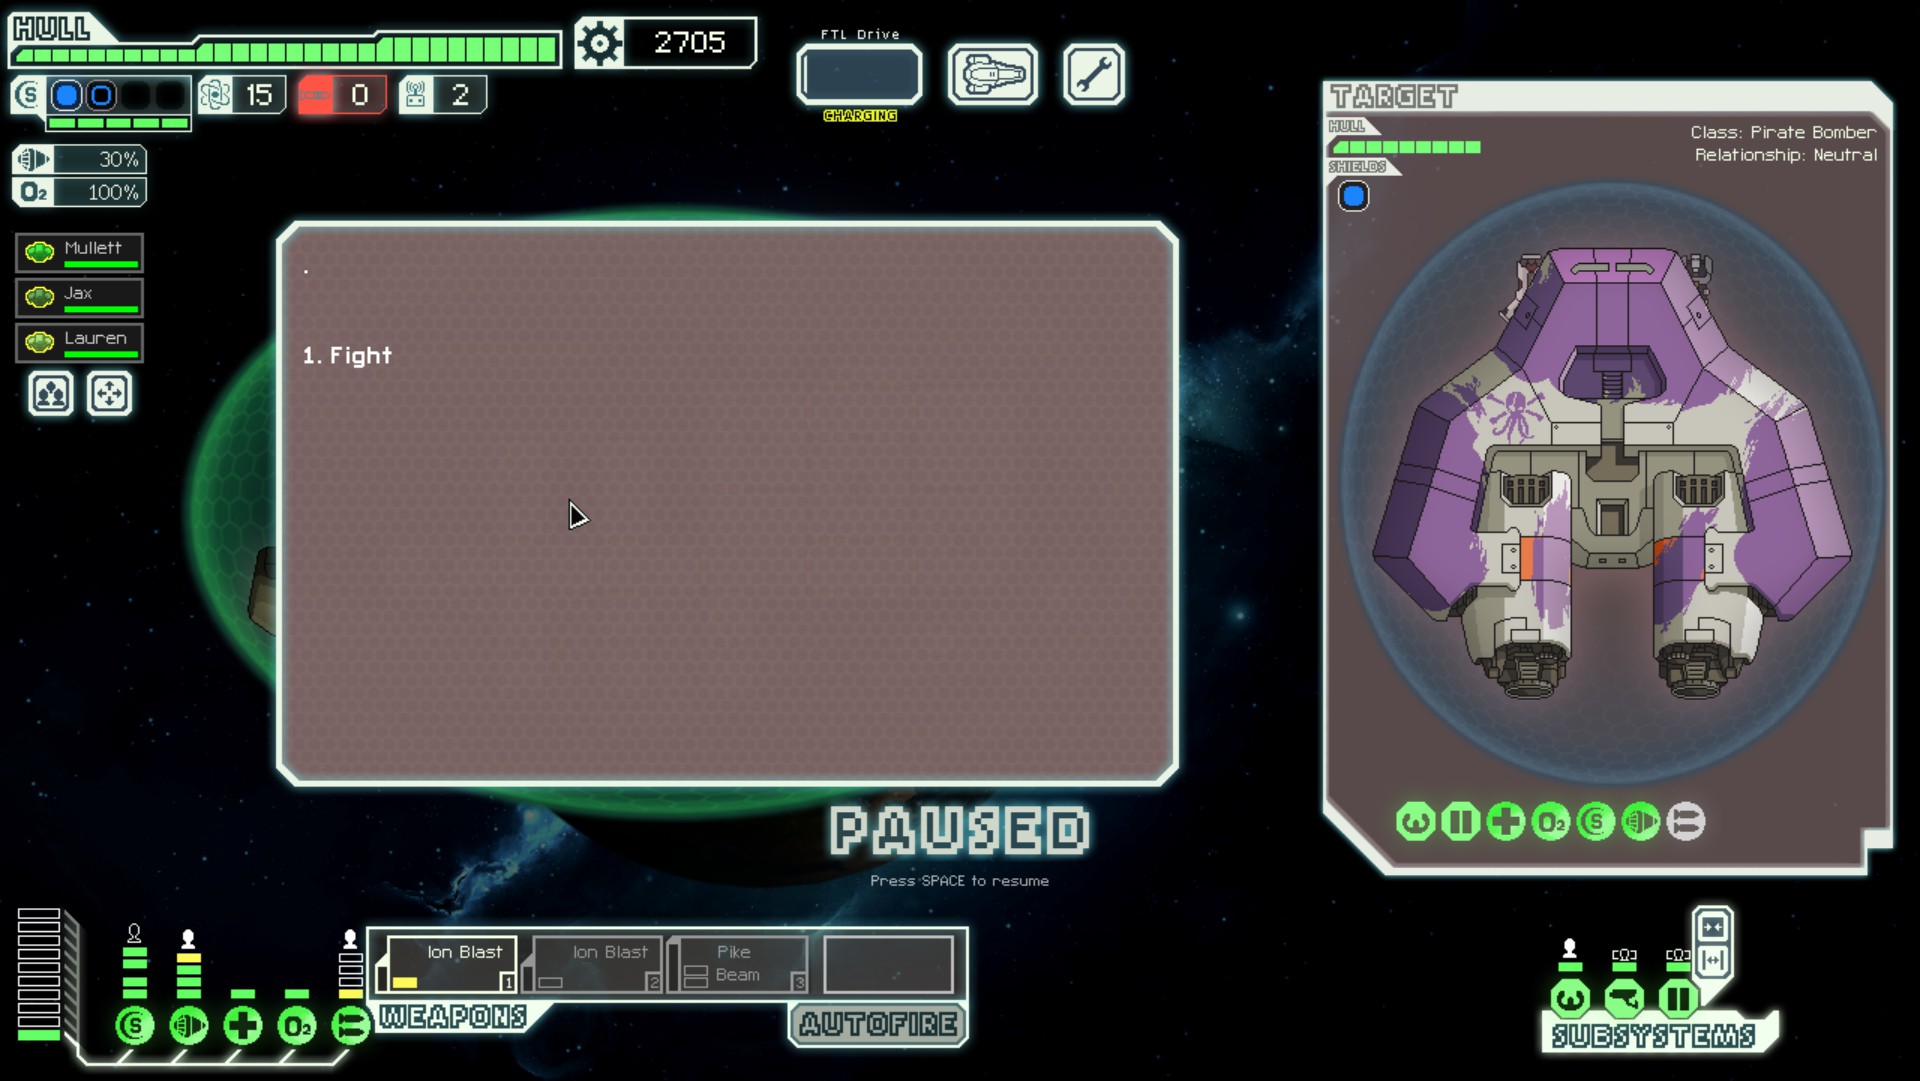 HULL
2705
FTL Drive
CHARGING
S
15
0
2
30%
O2
100%
Mullett
Jax
Lauren
.
1. Fight
TARGET
HULL
Class: Pirate Bomber
Relationship: Neutral
SHIELDS
O2
S
PAUSED
Press SPACE to resume
Ion Blast
1
Ion Blast
2
Pike
Beam
3
S
O2
WEAPONS
AUTOFIRE
SUBSYSTEMS